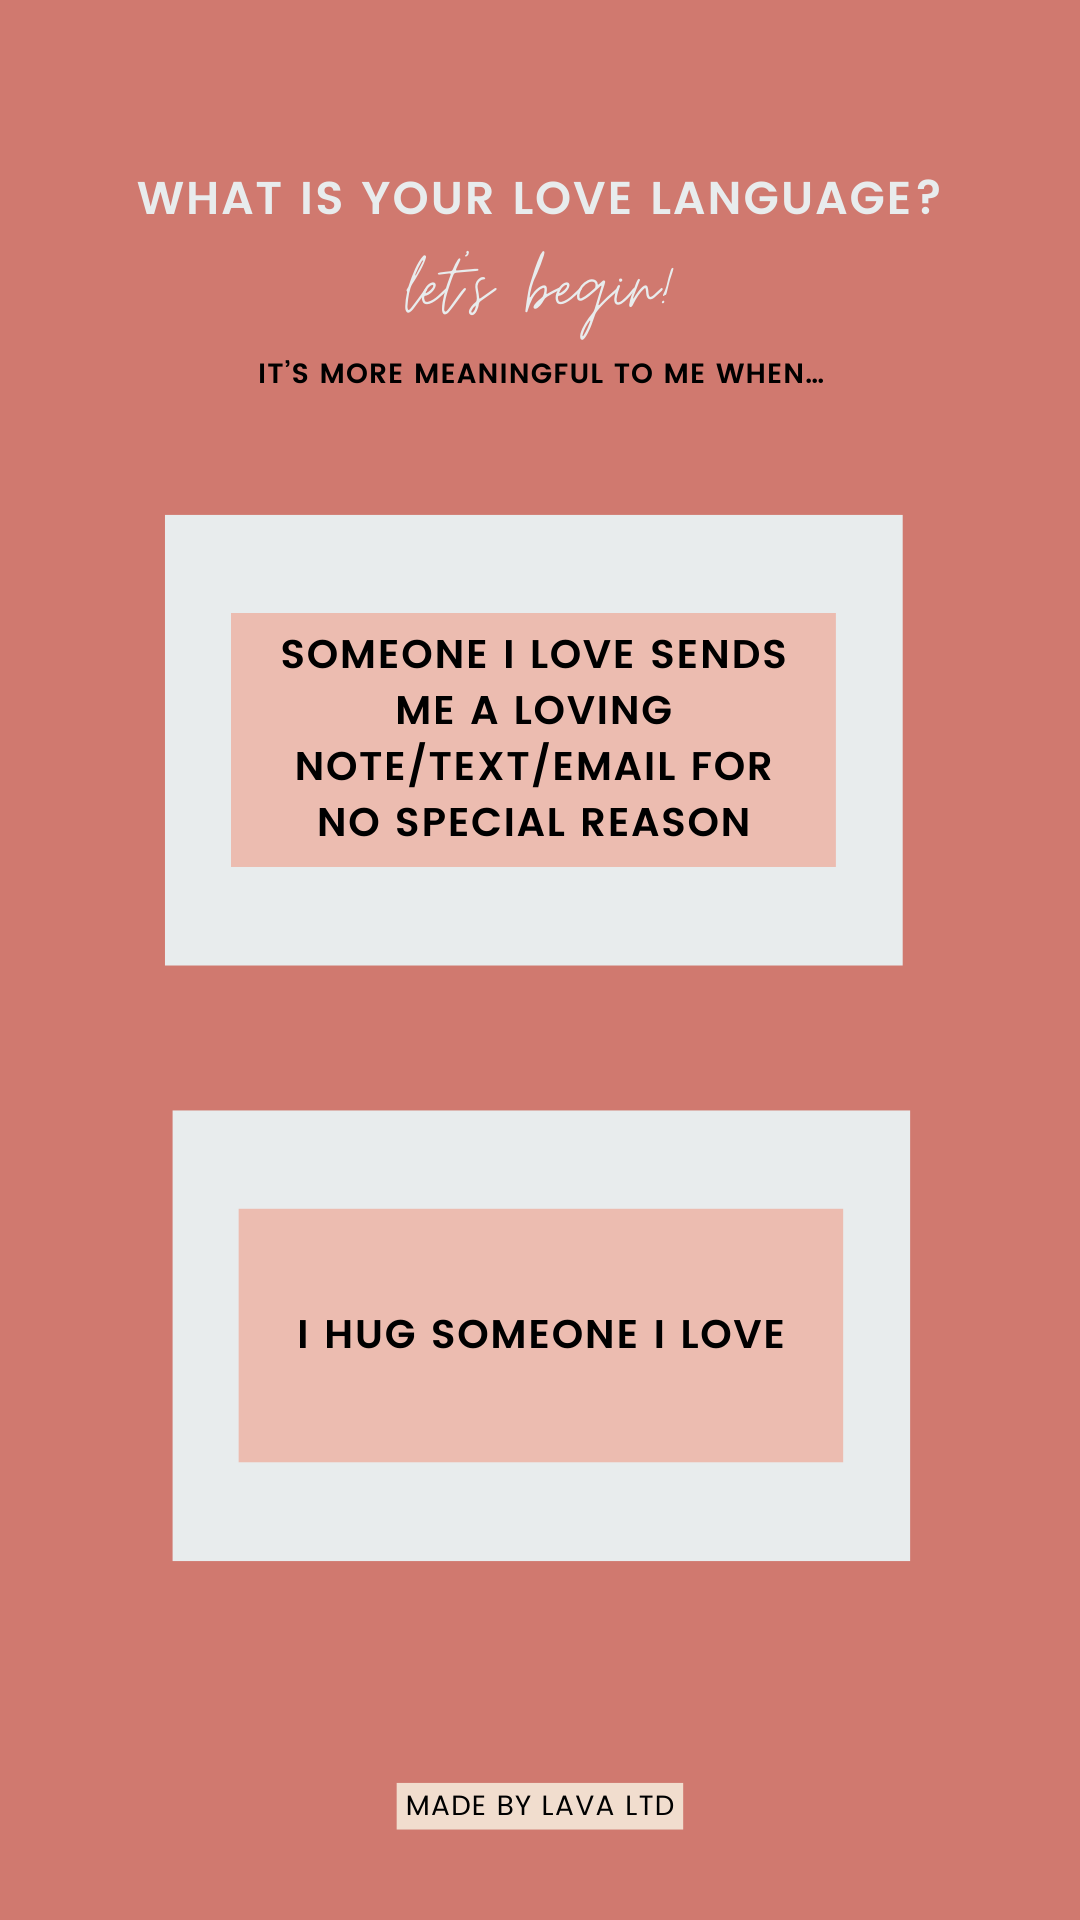 WHAT IS YOUR LOVE LANGUAGE?
let's begin!
IT'S MORE MEANINGFUL TO ME WHEN...
SOMEONE I LOVE SENDS
ME A LOVING
NOTE/TEXT/EMAIL FOR
NO SPECIAL REASON
I HUG SOMEONE I LOVE
MADE BY LAVA LTD